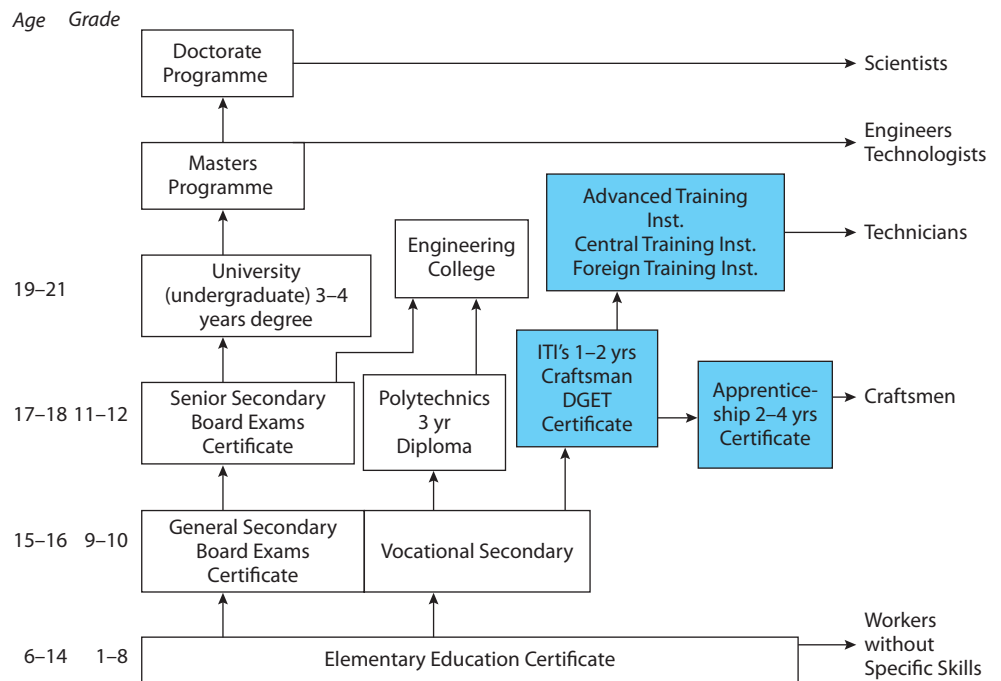 Age Grade
Doctorate
Programme
Scientists
Masters
Programme
Engineers
Technologists
Advanced Training
Inst.
Central Training Inst.
Foreign Training Inst.
Technicians
Engineering
College
19–21
University
(undergraduate) 3–4
years degree
17–18 11–12
Senior Secondary
Board Exams
Certificate
Polytechnics
3 yr
Diploma
ITI's 1–2 yrs
Craftsman
DGET
Certificate
Apprentice-
ship 2–4 yrs
Certificate
Craftsmen
15–16 9–10
General Secondary
Board Exams
Certificate
Vocational Secondary
6–14 1–8
Elementary Education Certificate
Workers
without
Specific Skills